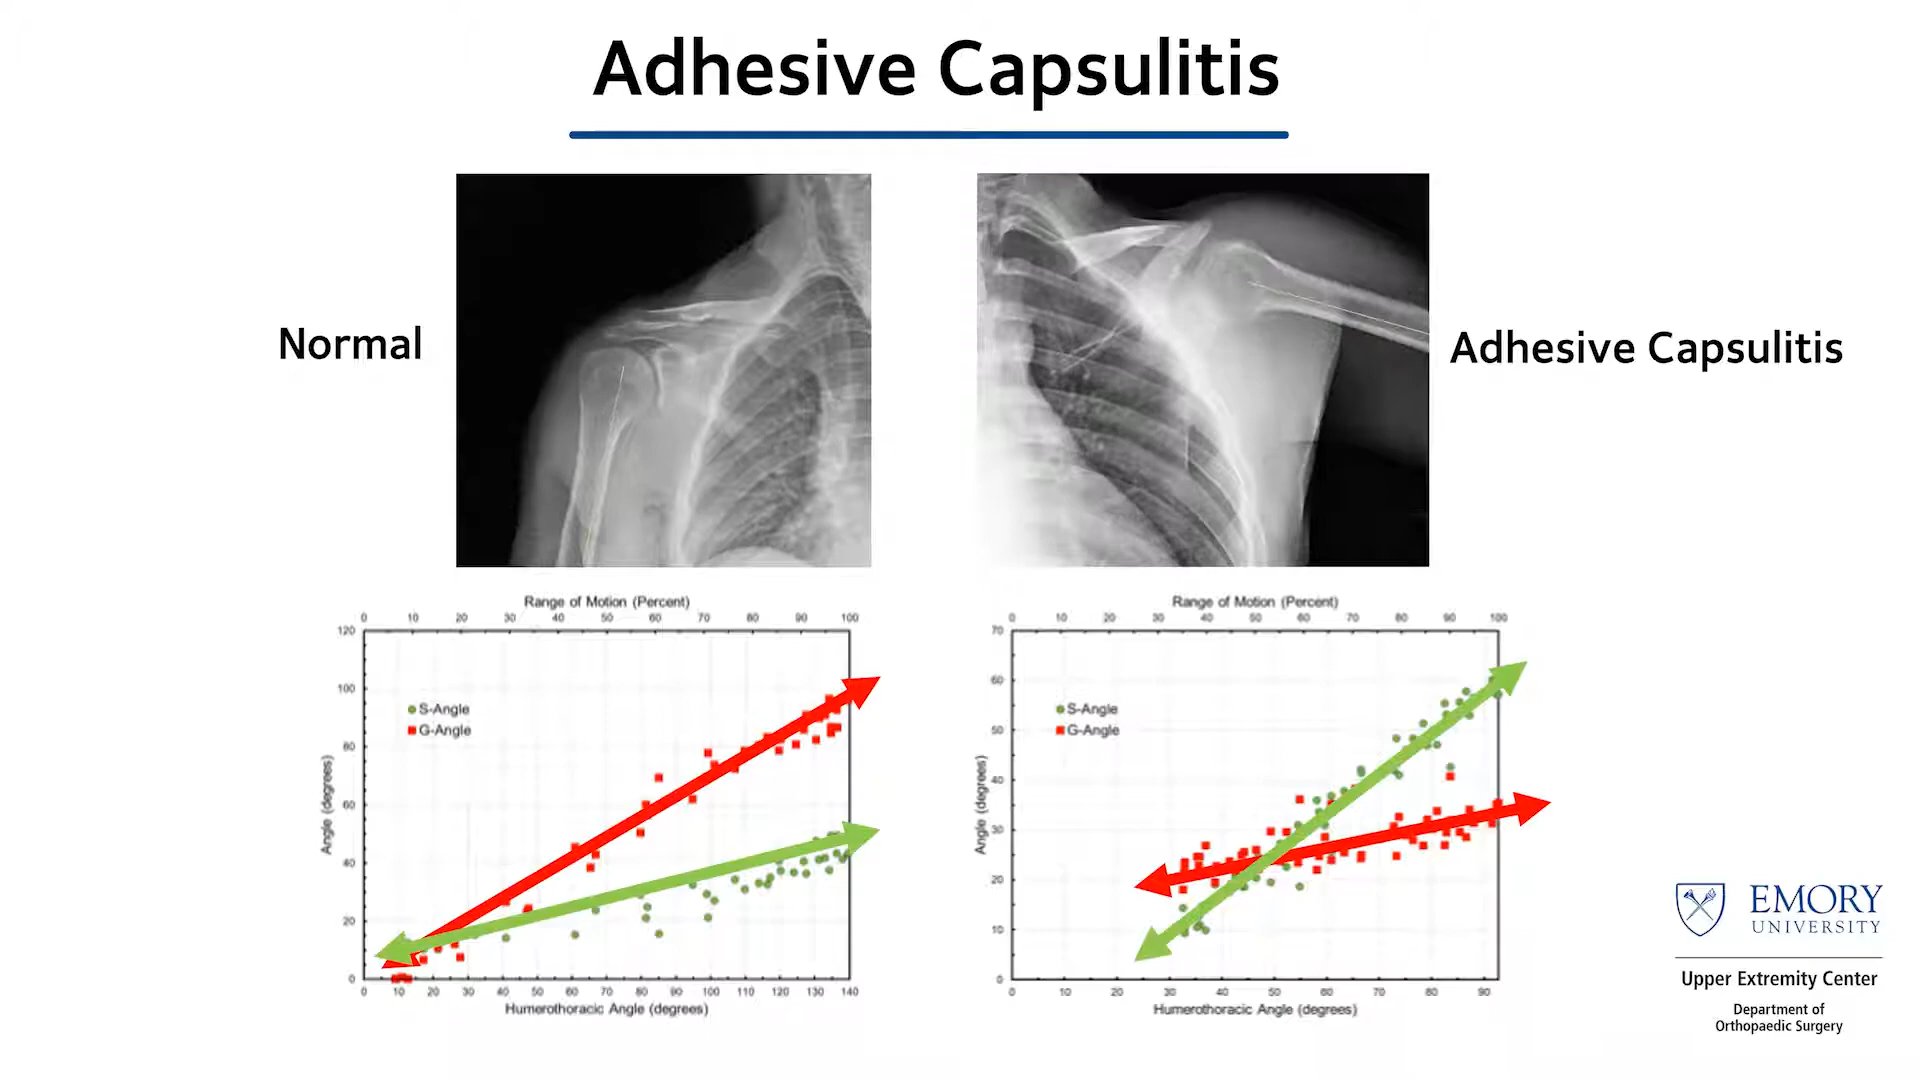 Adhesive Capsulitis
Normal
Adhesive Capsulitis
Range of Motion (Percent)
0 10 20 30 40 50 60 70 80 90 100
120
100
80
60
40
20
0
Angle (degrees)
S-Angle
G-Angle
0 10 20 30 40 50 60 70 80 90 100 110 120 130 140
Humerothoracic Angle (degrees)
Range of Motion (Percent)
0 10 20 30 40 50 60 70 80 90 100
70
60
50
40
30
20
10
0
Angle (degrees)
S-Angle
G-Angle
0 10 20 30 40 50 60 70 80 90
Humerothoracic Angle (degrees)
EMORY
UNIVERSITY
Upper Extremity Center
Department of
Orthopaedic Surgery